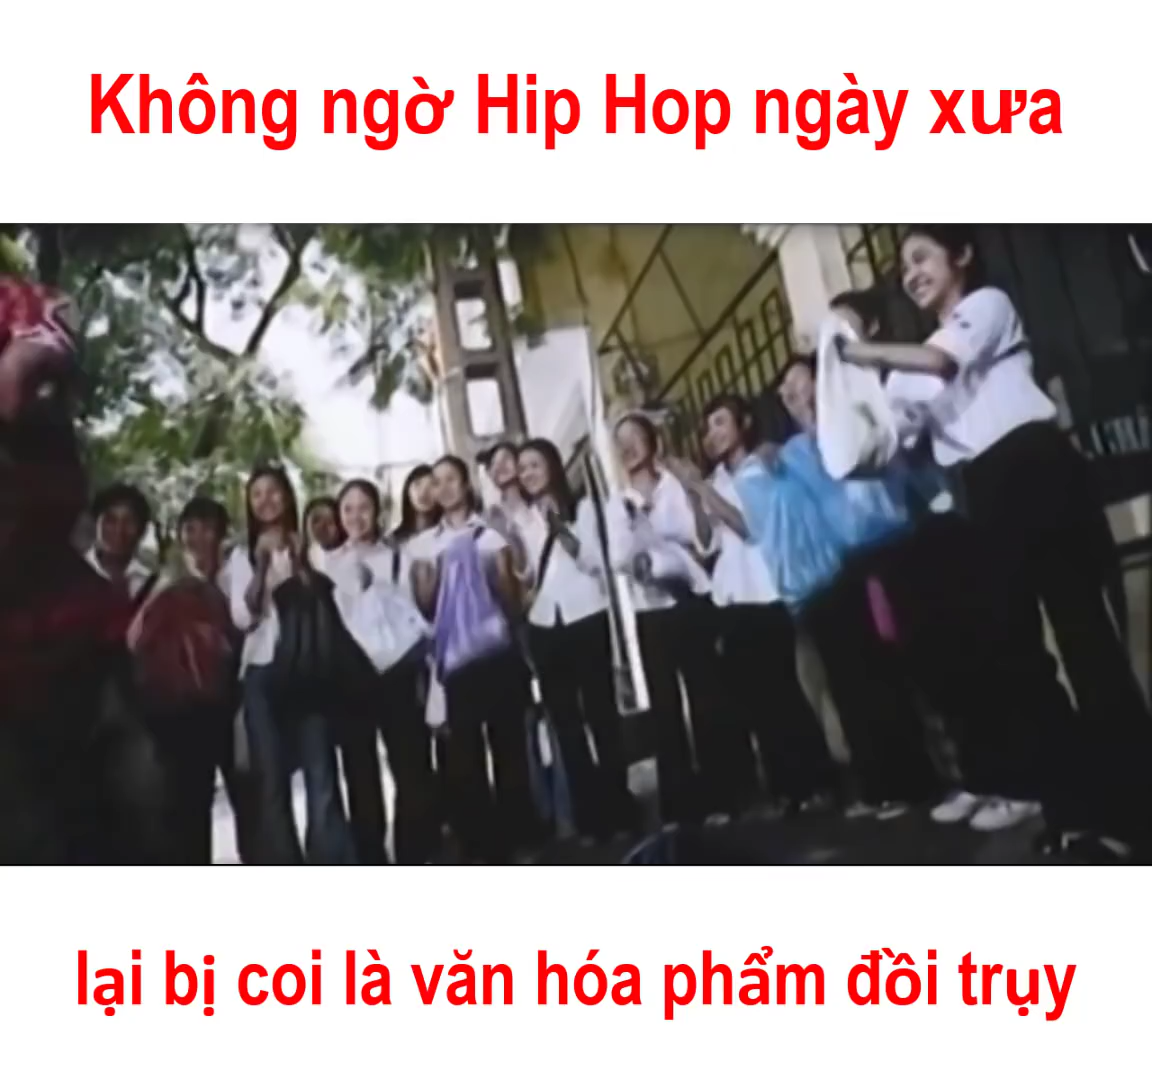 Không ngờ Hip Hop ngày xưa
lại bị coi là văn hóa phẩm đồi trụy